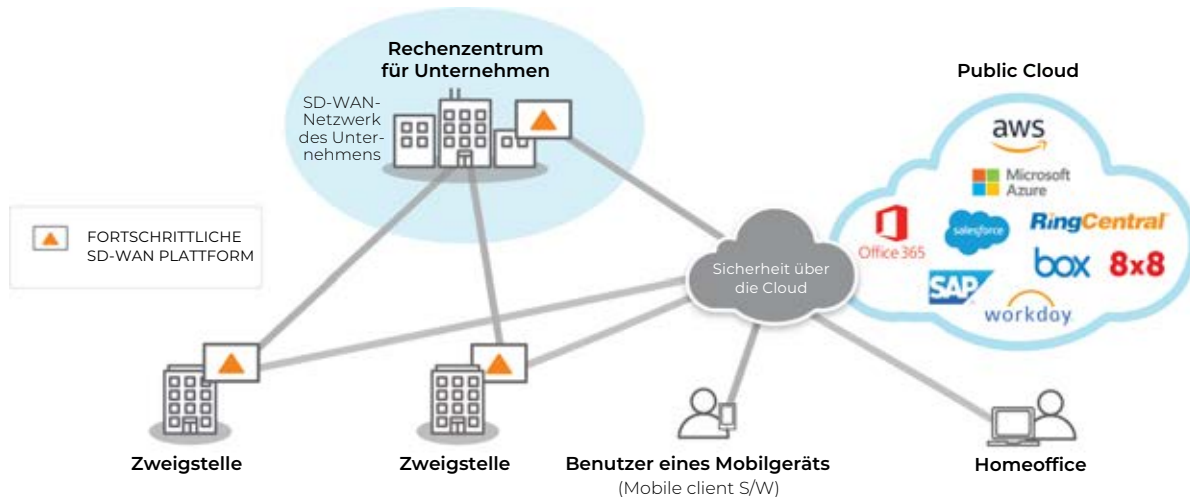 Rechenzentrum
für Unternehmen
SD-WAN-
Netzwerk
des Unter-
nehmens
Public Cloud
aws
Microsoft
Azure
Office 365
salesforce
RingCentral
box
8x8
SAP
workday
FORTSCHRITTLICHE
SD-WAN PLATTFORM
Sicherheit über
die Cloud
Zweigstelle
Zweigstelle
Benutzer eines Mobilgeräts
(Mobile client S/W)
Homeoffice